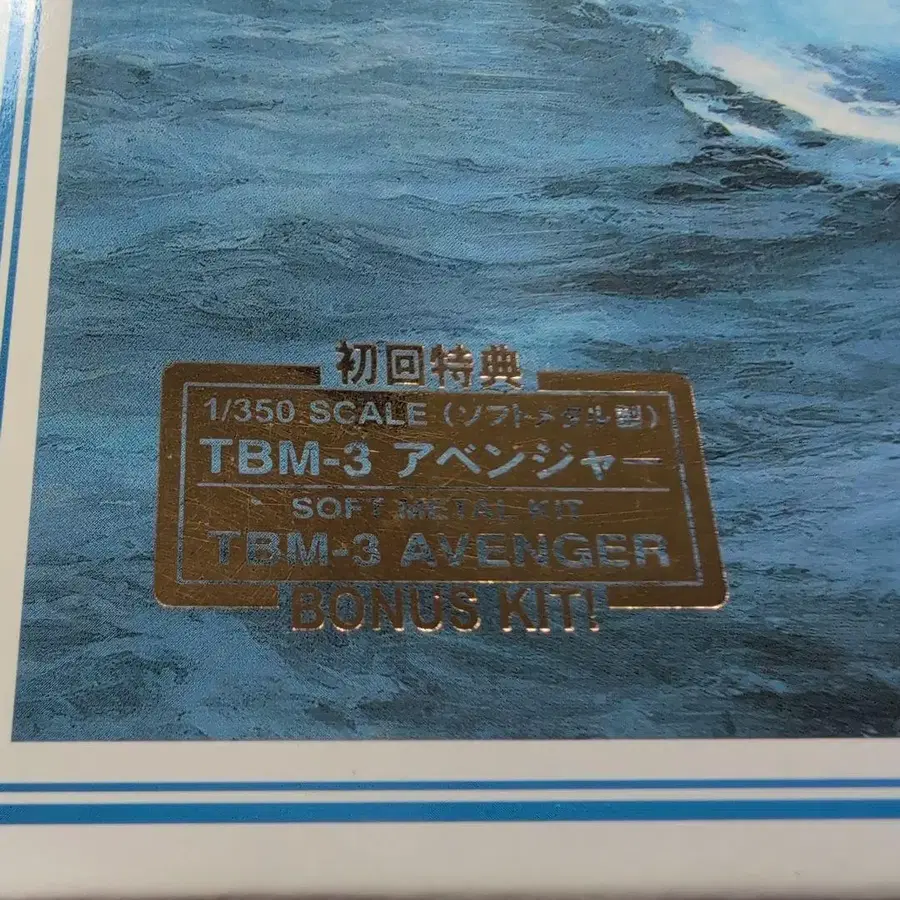 初回特典
1/350 SCALE (ソフトメタル型)
TBM-3 アベンジャー
SOFT METAL KIT
TBM-3 AVENGER
BONUS KIT!